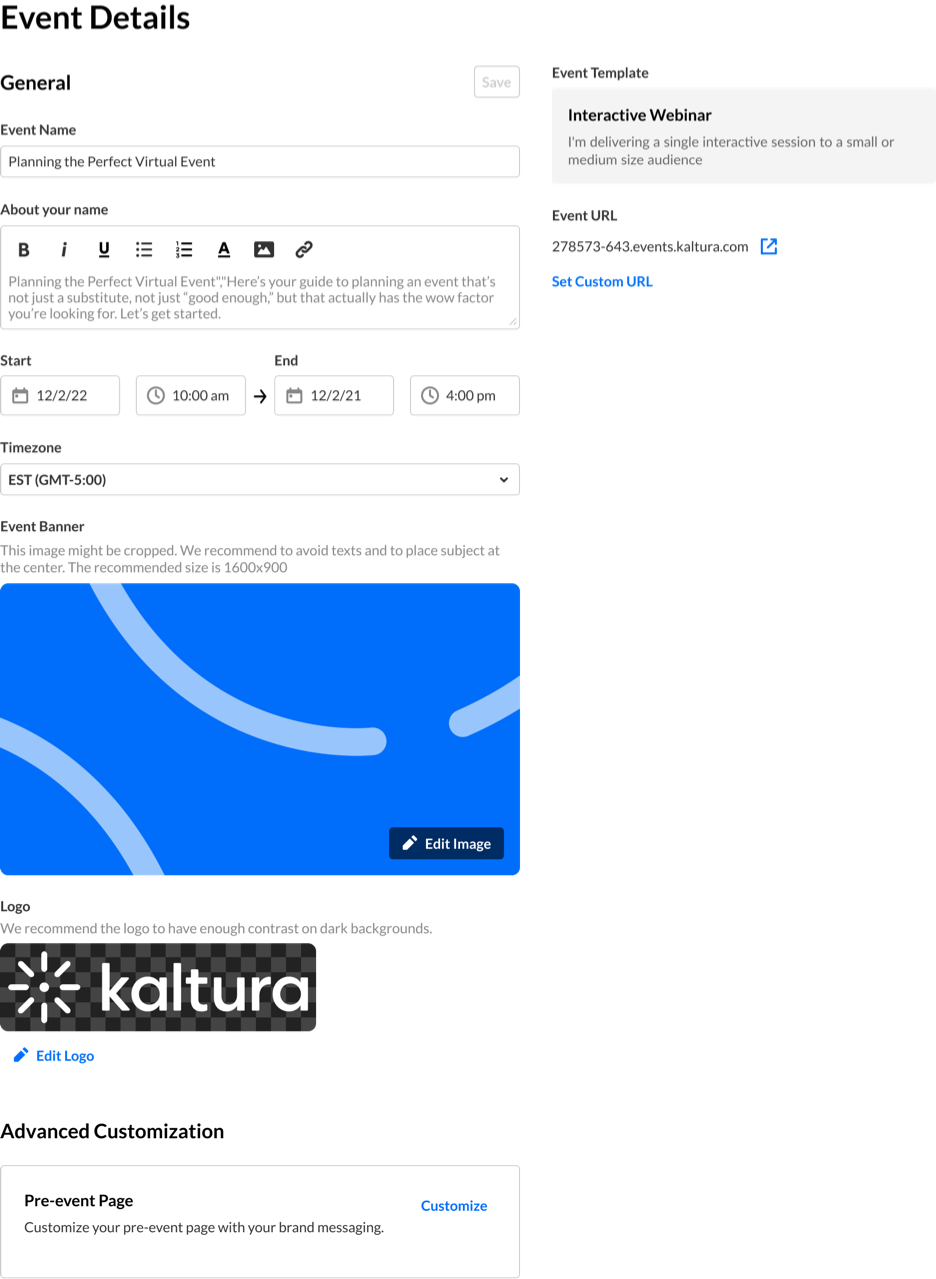 Event Details
General
Save
Event Name
Planning the Perfect Virtual Event
About your name
B i U A
Planning the Perfect Virtual Event”,”Here’s your guide to planning an event that’s
not just a substitute, not just “good enough,” but that actually has the wow factor
you’re looking for. Let’s get started.
Start End
12/2/22 10:00 am → 12/2/21 4:00 pm
Timezone
EST (GMT-5:00)
Event Banner
This image might be cropped. We recommend to avoid texts and to place subject at
the center. The recommended size is 1600x900
Edit Image
Logo
We recommend the logo to have enough contrast on dark backgrounds.
kaltura
Edit Logo
Advanced Customization
Pre-event Page
Customize
Customize your pre-event page with your brand messaging.
Event Template
Interactive Webinar
I'm delivering a single interactive session to a small or
medium size audience
Event URL
278573-643.events.kaltura.com
Set Custom URL